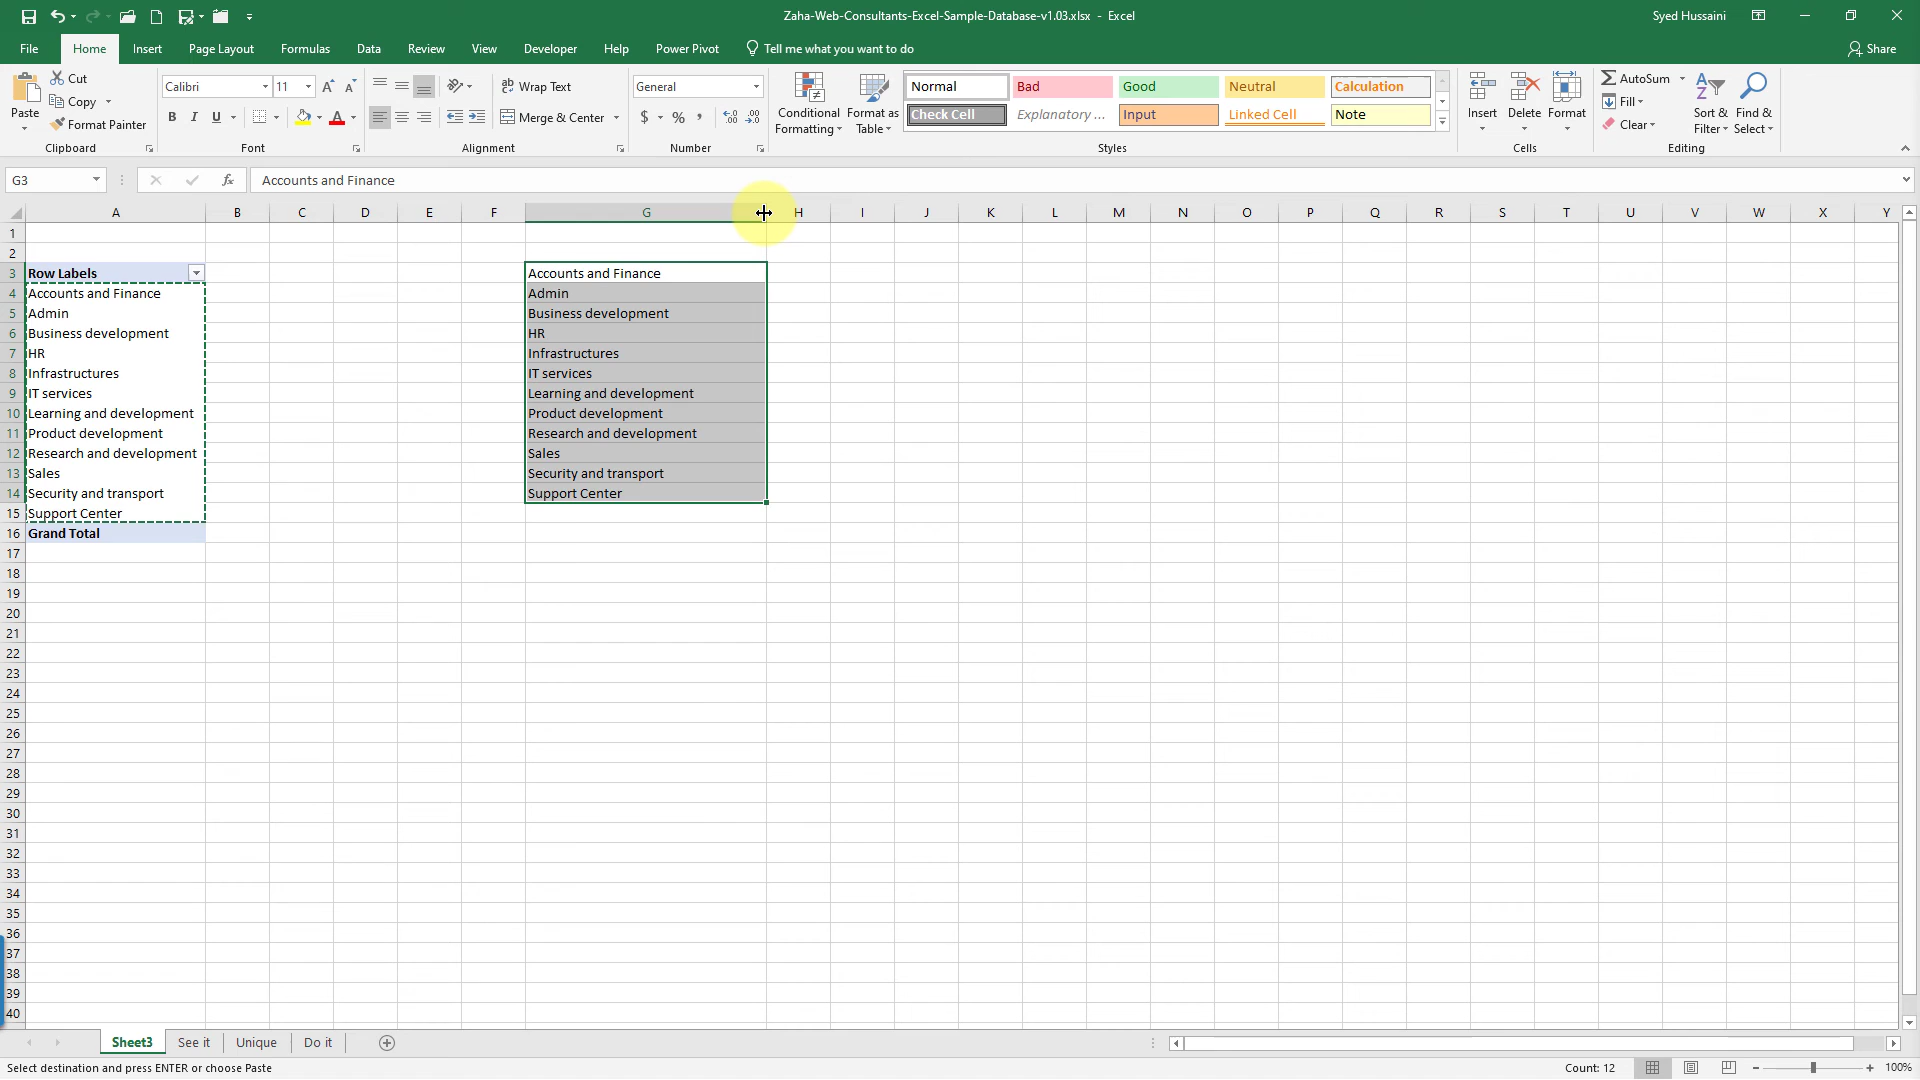 Zaha-Web-Consultants-Excel-Sample-Database-v1.03.xlsx - Excel
Syed Hussaini
File Home Insert Page Layout Formulas Data Review View Developer Help Power Pivot Tell me what you want to do Share
Cut
Copy
Format Painter
Paste
Clipboard
Calibri 11
B I U
Font
Wrap Text
Merge & Center
Alignment
General
$ % ,
Number
Conditional Formatting
Format as Table
Normal Bad Good Neutral Calculation
Check Cell Explanatory ... Input Linked Cell Note
Styles
Insert Delete Format
Cells
AutoSum
Fill
Clear
Sort & Filter
Find & Select
Editing
G3 fx Accounts and Finance
A B C D E F G H I J K L M N O P Q R S T U V W X Y
1
2
3 Row Labels Accounts and Finance
4 Accounts and Finance Admin
5 Admin Business development
6 Business development HR
7 HR Infrastructures
8 Infrastructures IT services
9 IT services Learning and development
10 Learning and development Product development
11 Product development Research and development
12 Research and development Sales
13 Sales Security and transport
14 Security and transport Support Center
15 Support Center
16 Grand Total
17
18
19
20
21
22
23
24
25
26
27
28
29
30
31
32
33
34
35
36
37
38
39
40
Sheet3 See it Unique Do it
Select destination and press ENTER or choose Paste Count: 12 100%